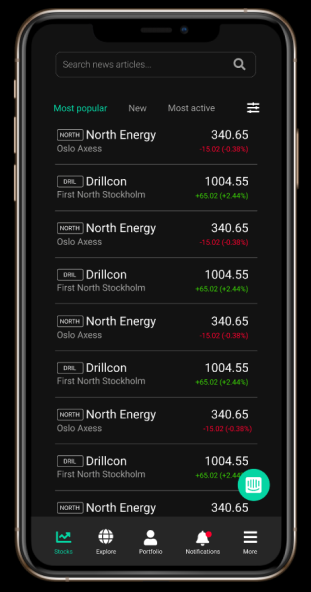 Search news articles...
Most popular New Most active
NORTH North Energy 340.65
Oslo Axess -15.02 (-0.38%)
DRIL Drillcon 1004.55
First North Stockholm +65.02 (+2.44%)
NORTH North Energy 340.65
Oslo Axess -15.02 (-0.38%)
DRIL Drillcon 1004.55
First North Stockholm +65.02 (+2.44%)
NORTH North Energy 340.65
Oslo Axess -15.02 (-0.38%)
DRIL Drillcon 1004.55
First North Stockholm +65.02 (+2.44%)
NORTH North Energy 340.65
Oslo Axess -15.02 (-0.38%)
DRIL Drillcon 1004.55
First North Stockholm +65.02
NORTH North Energy 340.65
Stocks Explore Portfolio Notifications More